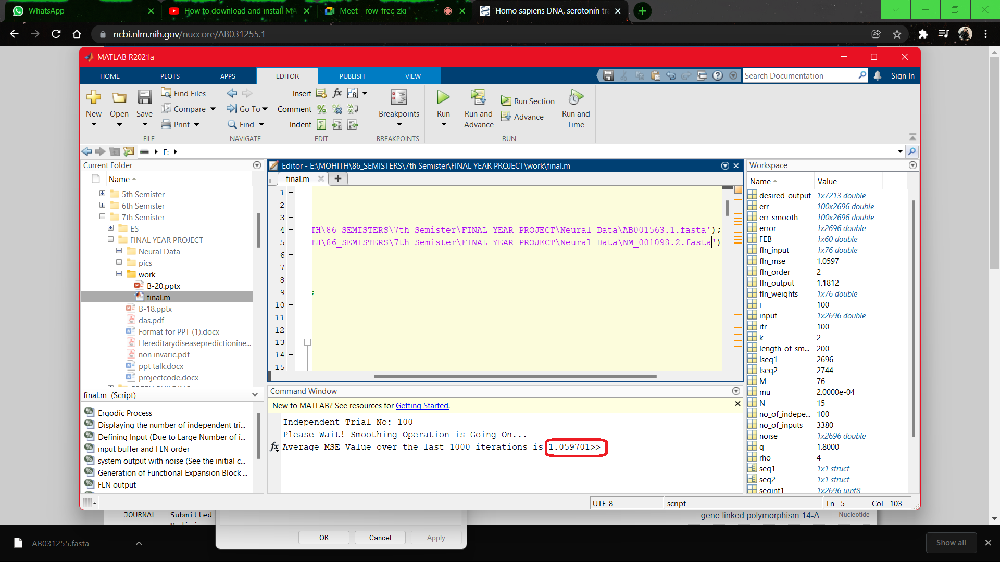 WhatsApp
How to download and install MA
Meet - row-frec-zki
Homo sapiens DNA, serotonin tra
ncbi.nlm.nih.gov/nuccore/AB031255.1
MATLAB R2021a
HOME PLOTS APPS EDITOR PUBLISH VIEW
Search Documentation
Sign In
New
Open
Save
Find Files
Compare
Print
Go To
Find
Insert
Comment
Indent
Breakpoints
Run
Run and Advance
Run Section
Advance
Run and Time
FILE NAVIGATE EDIT BREAKPOINTS RUN
E:
Current Folder
Name
5th Semister
6th Semister
7th Semister
ES
FINAL YEAR PROJECT
Neural Data
pics
work
B-20.pptx
final.m
B-18.pptx
das.pdf
Format for PPT (1).docx
Hereditarydiseasepredictionine...
non invaric.pdf
ppt talk.docx
projectcode.docx
GREEN BUILDING
final.m (Script)
Ergodic Process
Displaying the number of independent tri...
Defining Input (Due to Large Number of i...
input buffer and FLN order
system output with noise (See the initial c...
Generation of Functional Expansion Block ...
FLN output
Editor - E:\MOHITH\86_SEMISTERS\7th Semister\FINAL YEAR PROJECT\work\final.m
final.m
1
2
3
4 TH\86_SEMISTERS\7th Semister\FINAL YEAR PROJECT\Neural Data\AB001563.1.fasta');
5 TH\86_SEMISTERS\7th Semister\FINAL YEAR PROJECT\Neural Data\NM_001098.2.fasta')
6
7
8
9 ;
10
11
12
13
14
15
Command Window
New to MATLAB? See resources for Getting Started.
Independent Trial No: 100
Please Wait! Smoothing Operation is Going On...
fx Average MSE Value over the last 1000 iterations is 1.059701>>
Workspace
Name Value
desired_output 1x7213 double
err 100x2696 double
err_smooth 100x2696 double
error 1x2696 double
FEB 1x60 double
fln_input 1x76 double
fln_mse 1.0597
fln_order 2
fln_output 1.1812
fln_weights 1x76 double
i 100
input 1x2696 double
itr 100
k 2
length_of_sm... 200
lseq1 2696
lseq2 2744
M 76
mu 2.0000e-04
N 15
no_of_indepe... 100
no_of_inputs 3380
noise 1x2696 double
q 1.8000
rho 4
seq1 1x1 struct
seq2 1x1 struct
seqint1 1x2696 uint8
UTF-8 script Ln 5 Col 103
JOURNAL Submitted
gene linked polymorphism 14-A
Nucleotide
OK Cancel Apply
AB031255.fasta
Show all